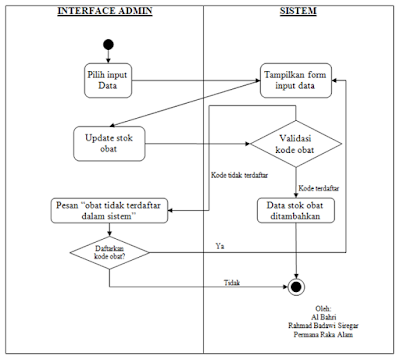 INTERFACE ADMIN
SISTEM
Pilih input
Data
Tampilkan form
input data
Update stok
obat
Validasi
kode obat
Kode tidak terdaftar
Kode terdaftar
Pesan “obat tidak terdaftar
dalam sistem”
Data stok obat
ditambahkan
Daftarkan
kode obat?
Ya
Tidak
Oleh:
Al Bahri
Rahmad Badawi Siregar
Permana Raka Alam